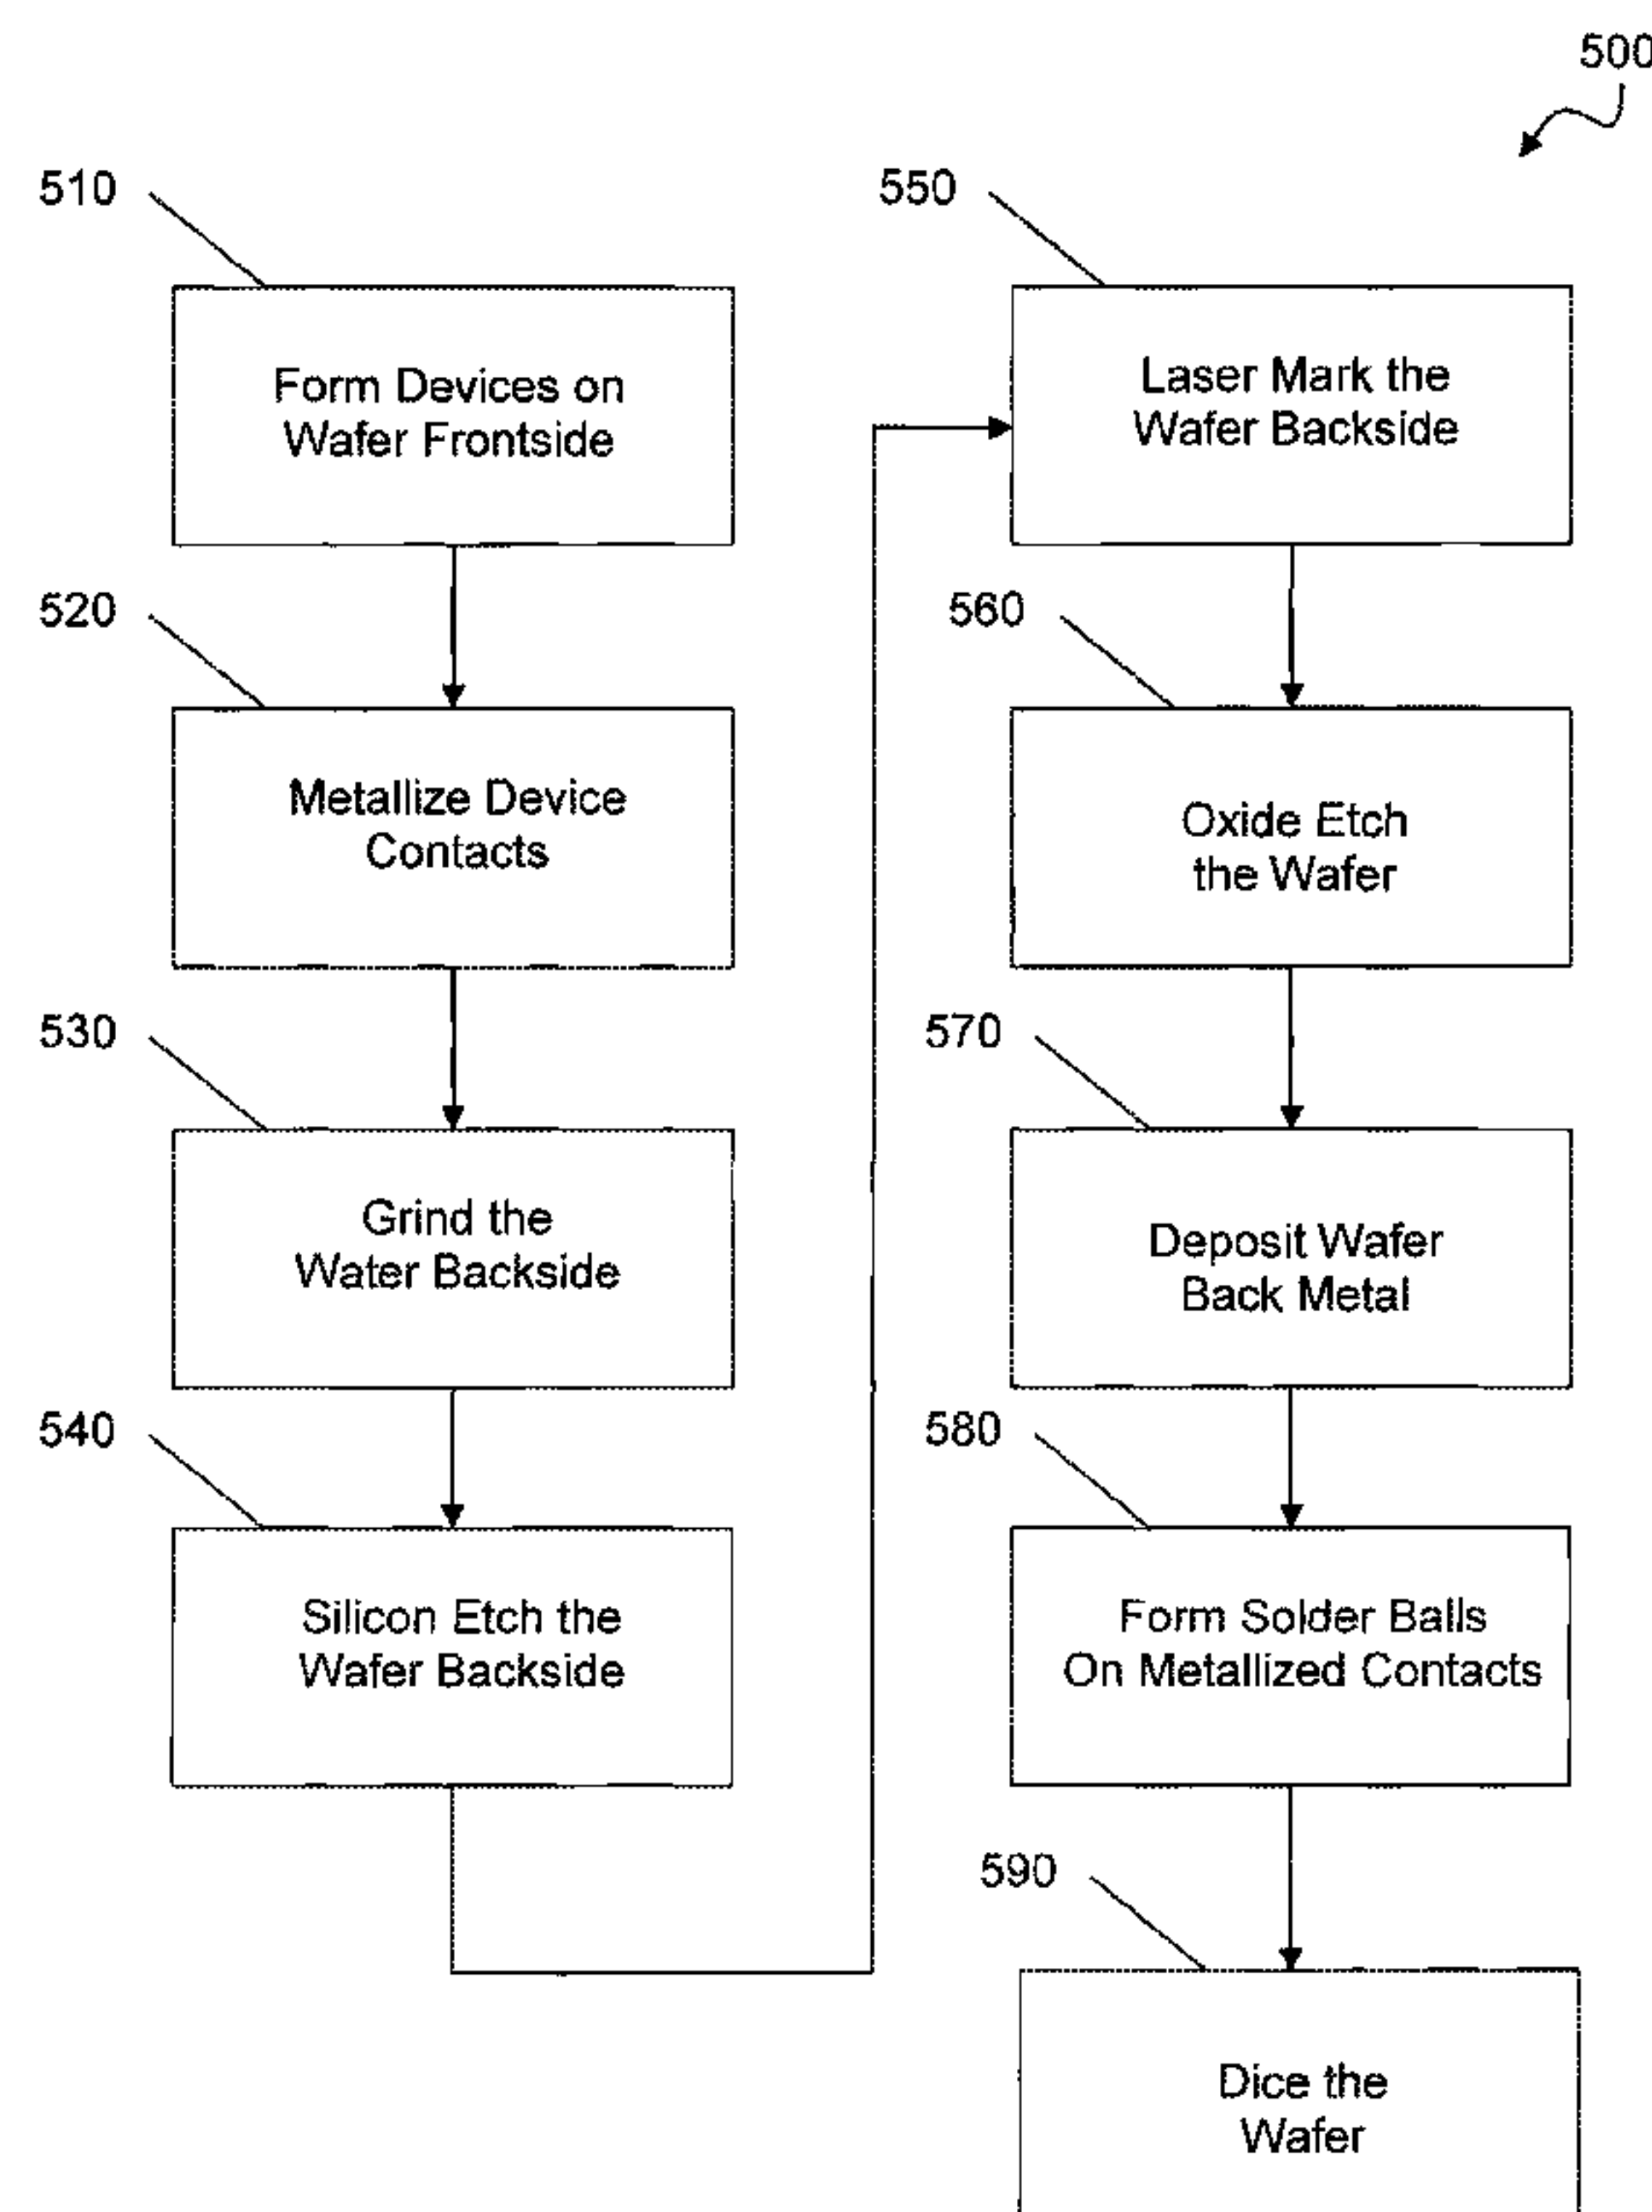 500
510
Form Devices on
Wafer Frontside
520
Metallize Device
Contacts
530
Grind the
Water Backside
540
Silicon Etch the
Wafer Backside
550
Laser Mark the
Wafer Backside
560
Oxide Etch
the Wafer
570
Deposit Wafer
Back Metal
580
Form Solder Balls
On Metallized Contacts
590
Dice the
Wafer